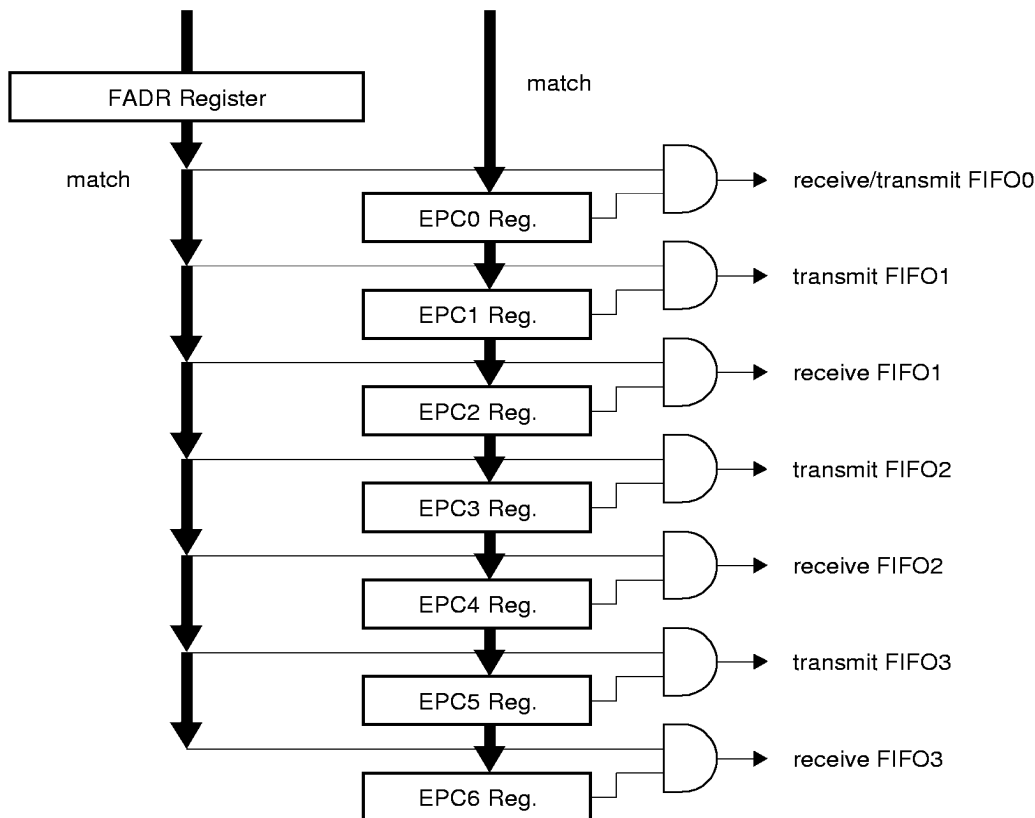 match
FADR Register
match
receive/transmit FIFO0
EPC0 Reg.
transmit FIFO1
EPC1 Reg.
receive FIFO1
EPC2 Reg.
transmit FIFO2
EPC3 Reg.
receive FIFO2
EPC4 Reg.
transmit FIFO3
EPC5 Reg.
receive FIFO3
EPC6 Reg.